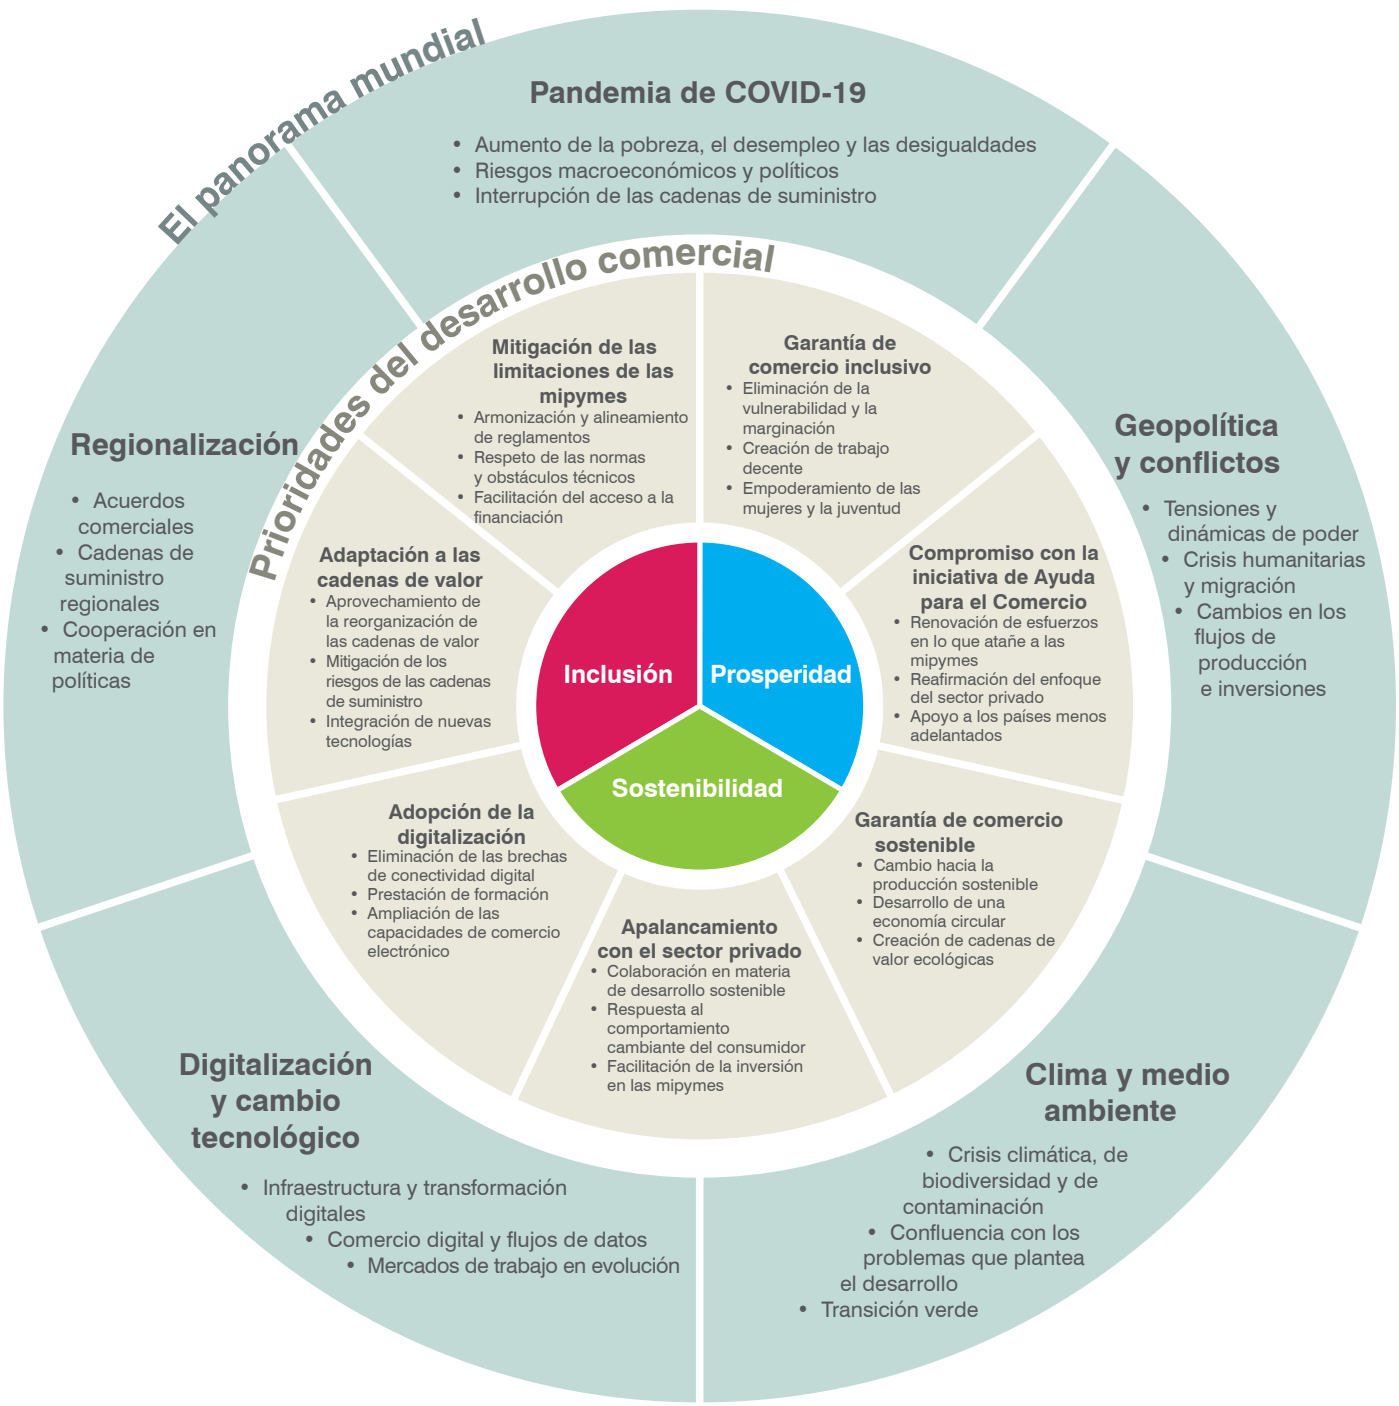 El panorama mundial
Pandemia de COVID-19
• Aumento de la pobreza, el desempleo y las desigualdades
• Riesgos macroeconómicos y políticos
• Interrupción de las cadenas de suministro
Geopolítica
y conflictos
• Tensiones y
dinámicas de poder
• Crisis humanitarias
y migración
• Cambios en los
flujos de
producción
e inversiones
Clima y medio
ambiente
• Crisis climática, de
biodiversidad y de
contaminación
• Confluencia con los
problemas que plantea
el desarrollo
• Transición verde
Digitalización
y cambio
tecnológico
• Infraestructura y transformación
digitales
• Comercio digital y flujos de datos
• Mercados de trabajo en evolución
Regionalización
• Acuerdos
comerciales
• Cadenas de
suministro
regionales
• Cooperación en
materia de
políticas
Prioridades del desarrollo comercial
Mitigación de las
limitaciones de las
mipymes
• Armonización y alineamiento
de reglamentos
• Respeto de las normas
y obstáculos técnicos
• Facilitación del acceso a la
financiación
Garantía de
comercio inclusivo
• Eliminación de la
vulnerabilidad y la
marginación
• Creación de trabajo
decente
• Empoderamiento de las
mujeres y la juventud
Compromiso con la
iniciativa de Ayuda
para el Comercio
• Renovación de esfuerzos
en lo que atañe a las
mipymes
• Reafirmación del enfoque
del sector privado
• Apoyo a los países menos
adelantados
Garantía de comercio
sostenible
• Cambio hacia la
producción sostenible
• Desarrollo de una
economía circular
• Creación de cadenas de
valor ecológicas
Apalancamiento
con el sector privado
• Colaboración en materia
de desarrollo sostenible
• Respuesta al
comportamiento
cambiante del consumidor
• Facilitación de la inversión
en las mipymes
Adopción de la
digitalización
• Eliminación de las brechas
de conectividad digital
• Prestación de formación
• Ampliación de las
capacidades de comercio
electrónico
Adaptación a las
cadenas de valor
• Aprovechamiento de
la reorganización de
las cadenas de valor
• Mitigación de los
riesgos de las cadenas
de suministro
• Integración de nuevas
tecnologías
Inclusión
Prosperidad
Sostenibilidad